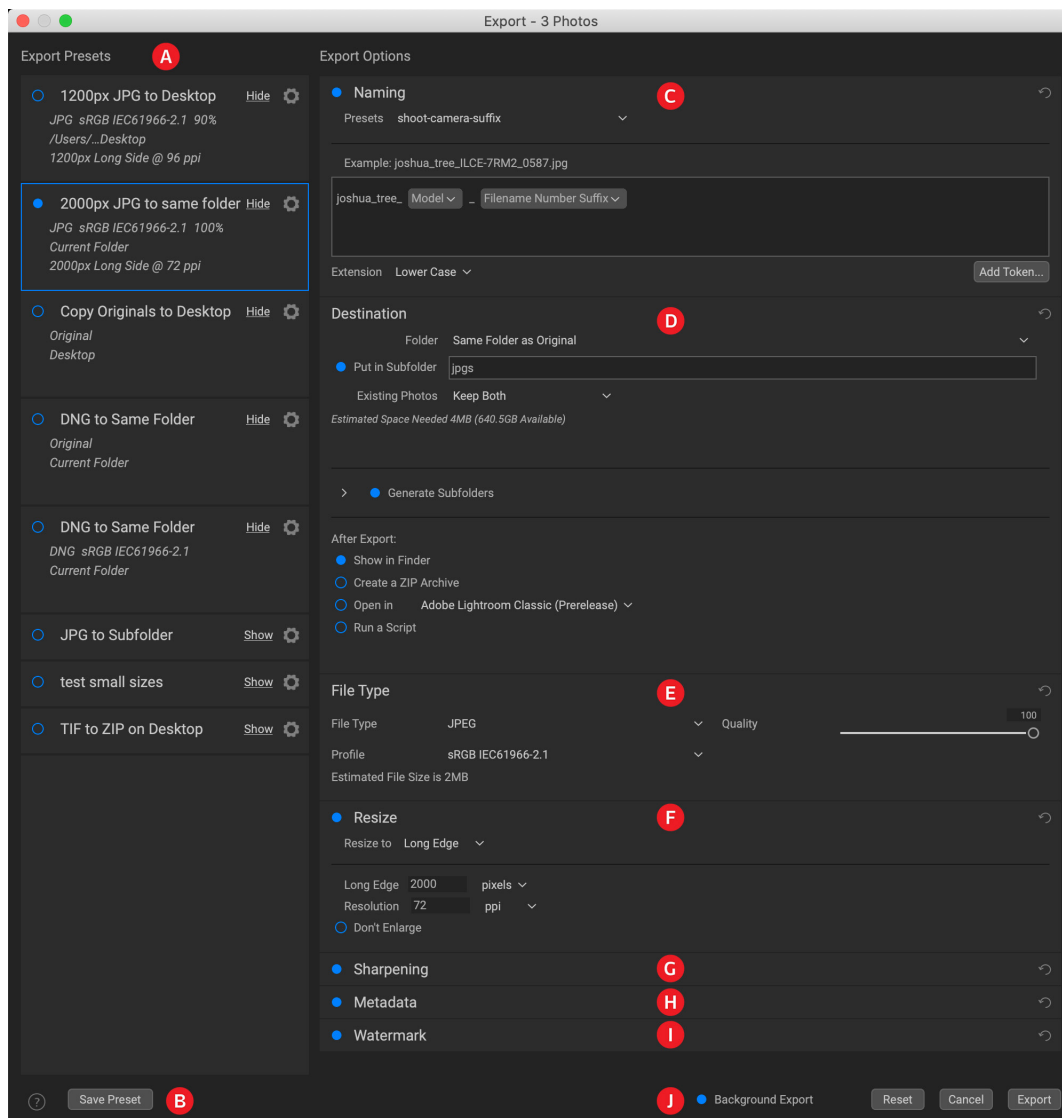 Export - 3 Photos
Export Presets A
1200px JPG to Desktop Hide
JPG sRGB IEC61966-2.1 90%
/Users/...Desktop
1200px Long Side @ 96 ppi
2000px JPG to same folder Hide
JPG sRGB IEC61966-2.1 100%
Current Folder
2000px Long Side @ 72 ppi
Copy Originals to Desktop Hide
Original
Desktop
DNG to Same Folder Hide
Original
Current Folder
DNG to Same Folder Hide
DNG sRGB IEC61966-2.1
Current Folder
JPG to Subfolder Show
test small sizes Show
TIF to ZIP on Desktop Show
? Save Preset B
Export Options
Naming C
Presets shoot-camera-suffix
Example: joshua_tree_ILCE-7RM2_0587.jpg
joshua_tree_ Model _ Filename Number Suffix
Extension Lower Case Add Token...
Destination D
Folder Same Folder as Original
Put in Subfolder jpgs
Existing Photos Keep Both
Estimated Space Needed 4MB (640.5GB Available)
Generate Subfolders
After Export:
Show in Finder
Create a ZIP Archive
Open in Adobe Lightroom Classic (Prerelease)
Run a Script
File Type E
File Type JPEG Quality 100
Profile sRGB IEC61966-2.1
Estimated File Size is 2MB
Resize F
Resize to Long Edge
Long Edge 2000 pixels
Resolution 72 ppi
Don't Enlarge
Sharpening G
Metadata H
Watermark I
J Background Export Reset Cancel Export